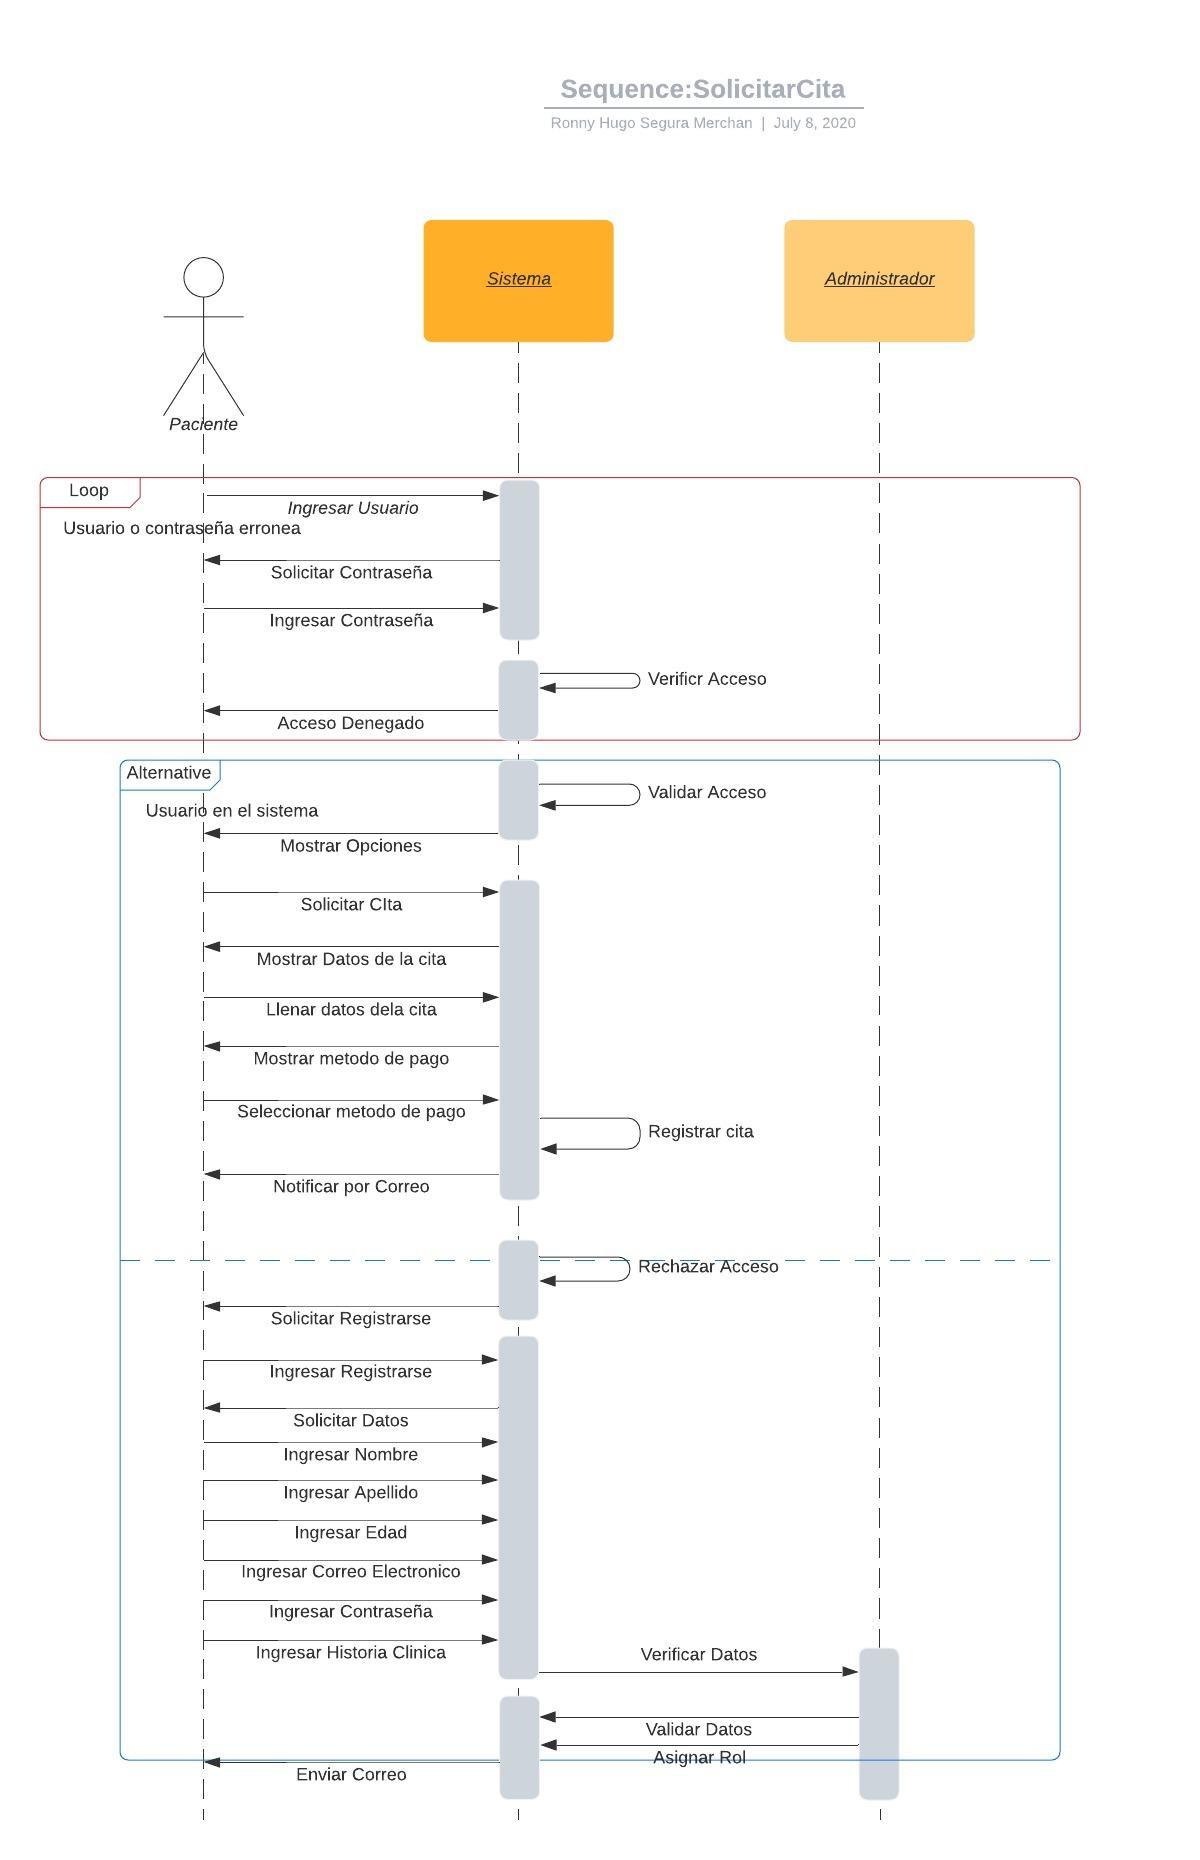 Sequence:SolicitarCita
Ronny Hugo Segura Merchan | July 8, 2020
Sistema
Administrador
Paciente
Loop
Ingresar Usuario
Usuario o contraseña erronea
Solicitar Contraseña
Ingresar Contraseña
Verificr Acceso
Acceso Denegado
Alternative
Validar Acceso
Usuario en el sistema
Mostrar Opciones
Solicitar CIta
Mostrar Datos de la cita
Llenar datos dela cita
Mostrar metodo de pago
Seleccionar metodo de pago
Registrar cita
Notificar por Correo
Rechazar Acceso
Solicitar Registrarse
Ingresar Registrarse
Solicitar Datos
Ingresar Nombre
Ingresar Apellido
Ingresar Edad
Ingresar Correo Electronico
Ingresar Contraseña
Ingresar Historia Clinica
Verificar Datos
Validar Datos
Asignar Rol
Enviar Correo